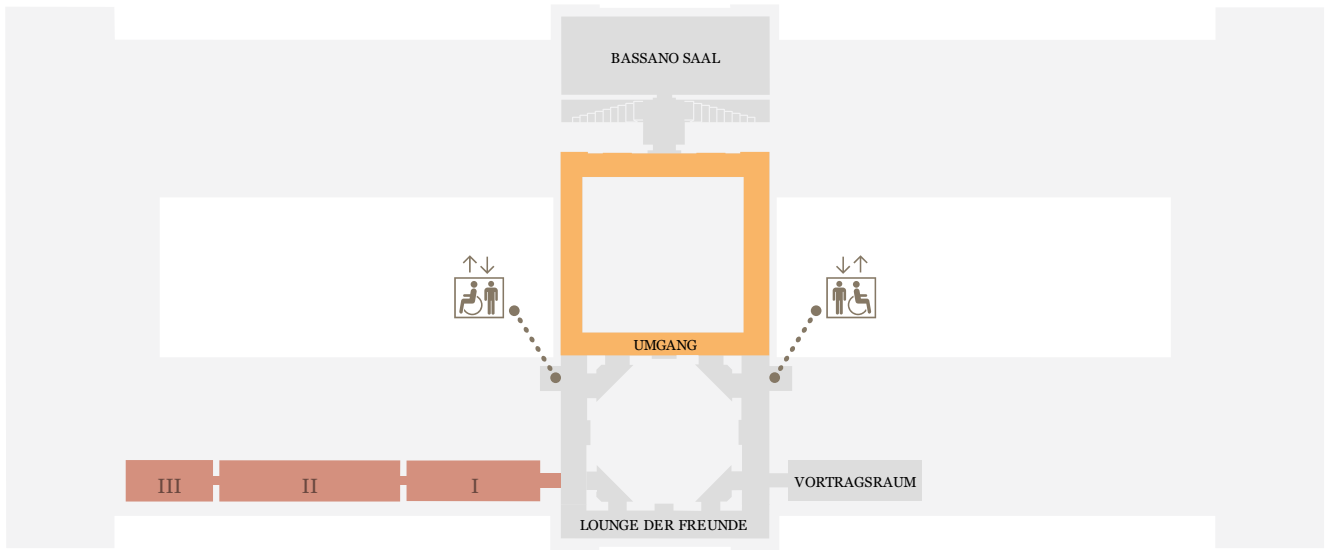 BASSANO SAAL
UMGANG
III
II
I
VORTRAGSRAUM
LOUNGE DER FREUNDE